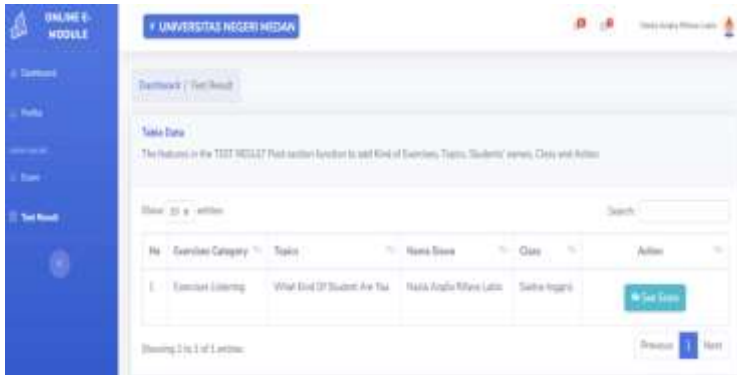 ONLINE E-
MODULE
UNIVERSITAS NEGERI MEDAN
Dashboard
Profile
Exam
Test Result
Dashboard / Test Result
Table Data
The features in the TEST RESULT Post section function to add Kind of Exercises, Topics, Students' names, Class and Action
Show 10 entries
Search:
No Exercises Category Topics Nama Siswa Class Action
1 Exercises Listening What Kind Of Student Are You Sastra Inggris See Score
Showing 1 to 1 of 1 entries
Previous 1 Next